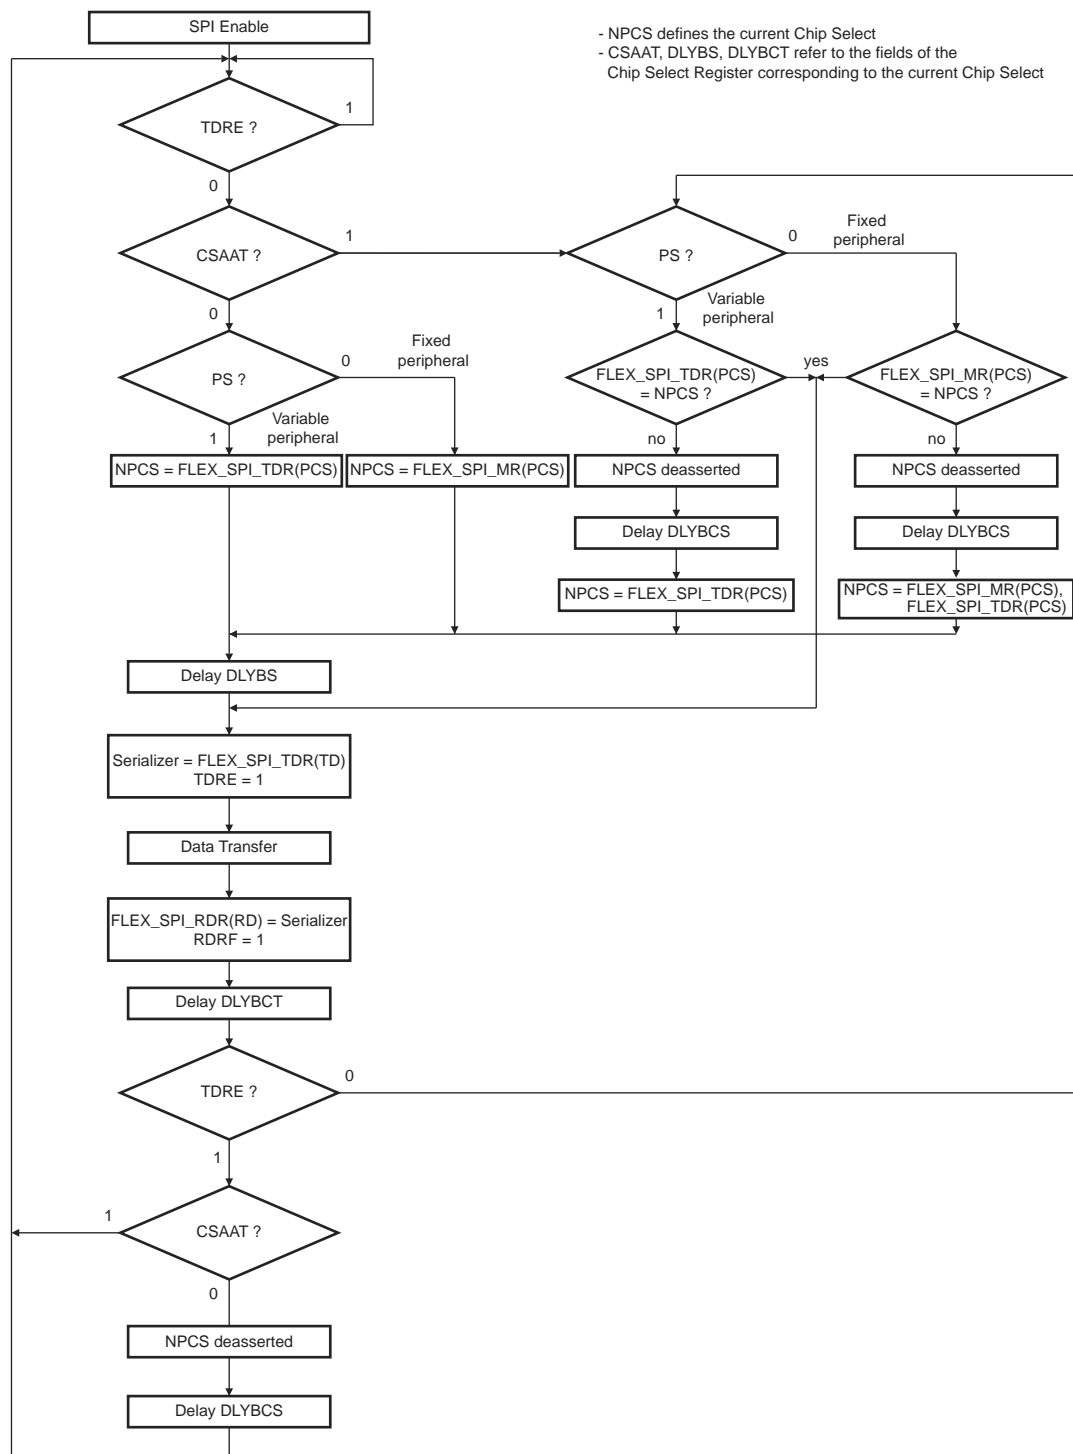 SPI Enable
- NPCS defines the current Chip Select
- CSAAT, DLYBS, DLYBCT refer to the fields of the
Chip Select Register corresponding to the current Chip Select
TDRE ?
1
0
CSAAT ?
1
PS ?
0
Fixed
peripheral
0
1
Variable
peripheral
PS ?
0
Fixed
peripheral
FLEX_SPI_TDR(PCS)
= NPCS ?
yes
FLEX_SPI_MR(PCS)
= NPCS ?
1
Variable
peripheral
no
no
NPCS = FLEX_SPI_TDR(PCS)
NPCS = FLEX_SPI_MR(PCS)
NPCS deasserted
NPCS deasserted
Delay DLYBCS
Delay DLYBCS
NPCS = FLEX_SPI_TDR(PCS)
NPCS = FLEX_SPI_MR(PCS),
FLEX_SPI_TDR(PCS)
Delay DLYBS
Serializer = FLEX_SPI_TDR(TD)
TDRE = 1
Data Transfer
FLEX_SPI_RDR(RD) = Serializer
RDRF = 1
Delay DLYBCT
TDRE ?
0
1
1
CSAAT ?
0
NPCS deasserted
Delay DLYBCS